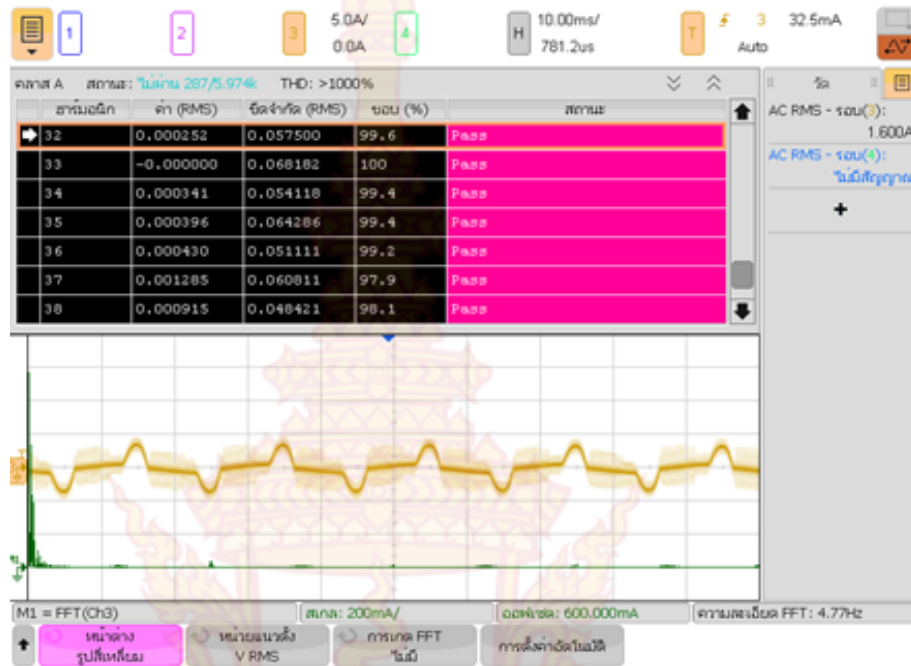 1 2 3 5.0A/ 0.0A 4 H 10.00ms/ 781.2us T 3 32.5mA Auto
คลาส A สถานะ: ไม่ผ่าน 287/5.974k THD: >1000%
ฮาร์มอนิก ค่า (RMS) ขีดจำกัด (RMS) ขอบ (%) สถานะ
32 0.000252 0.057500 99.6 Pass
33 -0.000000 0.068182 100 Pass
34 0.000341 0.054118 99.4 Pass
35 0.000396 0.064286 99.4 Pass
36 0.000430 0.051111 99.2 Pass
37 0.001285 0.060811 97.9 Pass
38 0.000915 0.048421 98.1 Pass
วัด
AC RMS - รอบ(3):
1.600A
AC RMS - รอบ(4):
ไม่มีสัญญาณ
M1 = FFT(Ch3) สเกล: 200mA/ ออฟเซต: 600.000mA ความละเอียด FFT: 4.77Hz
หน้าต่าง
รูปสี่เหลี่ยม
หน่วยแนวตั้ง
V RMS
การเกต FFT
ไม่มี
การตั้งค่าอัตโนมัติ